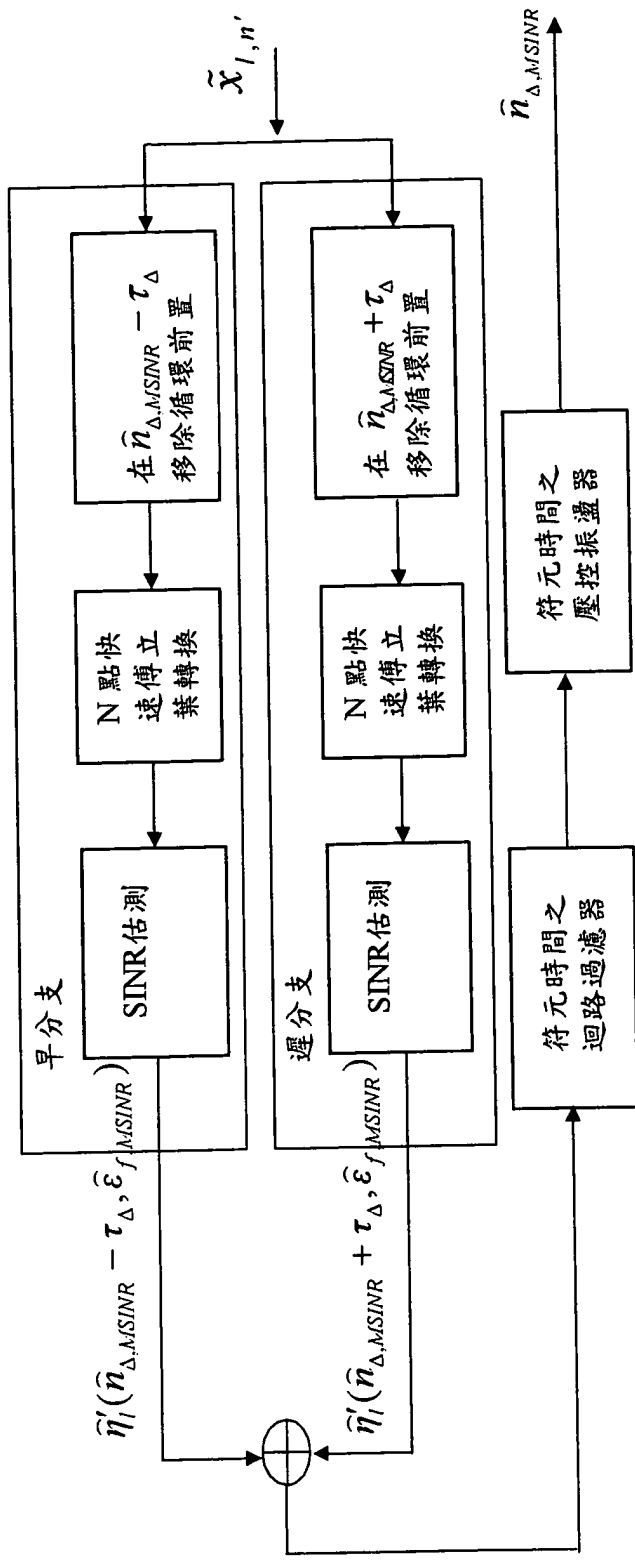 早分支
SINR估測
N 點快
速傅立
葉轉換
在 n̂_{Δ,MSINR} − τ_Δ
移除循環前置
x̃_{l,n'}
η̂'_l(n̂_{Δ,MSINR} − τ_Δ, ε̂_{f,MSINR})
遲分支
SINR估測
N 點快
速傅立
葉轉換
在 n̂_{Δ,MSINR} + τ_Δ
移除循環前置
η̂'_l(n̂_{Δ,MSINR} + τ_Δ, ε̂_{f,MSINR})
符元時間之
迴路過濾器
符元時間之
壓控振盪器
n̂_{Δ,MSINR}